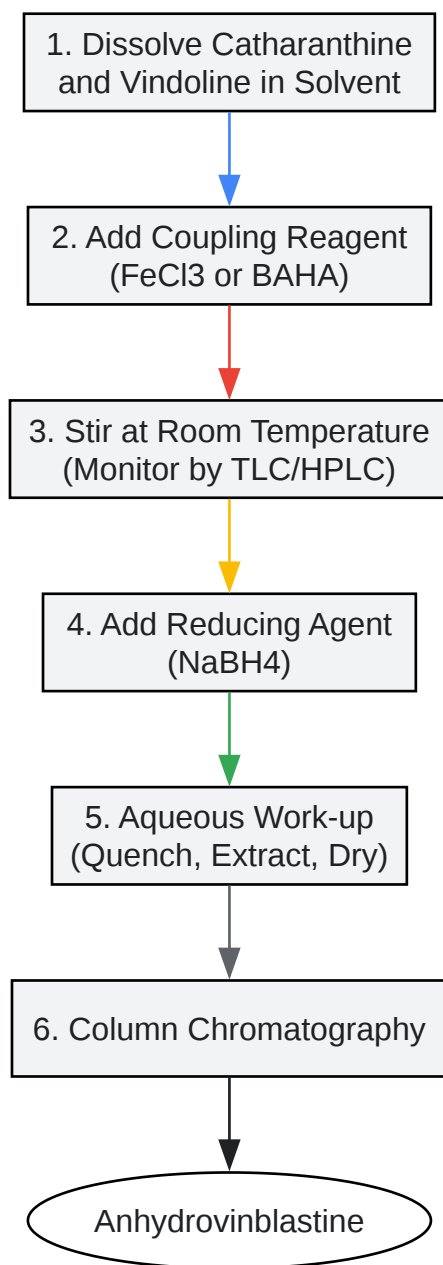 1. Dissolve Catharanthine
and Vindoline in Solvent
2. Add Coupling Reagent
(FeCl3 or BAHA)
3. Stir at Room Temperature
(Monitor by TLC/HPLC)
4. Add Reducing Agent
(NaBH4)
5. Aqueous Work-up
(Quench, Extract, Dry)
6. Column Chromatography
Anhydrovinblastine